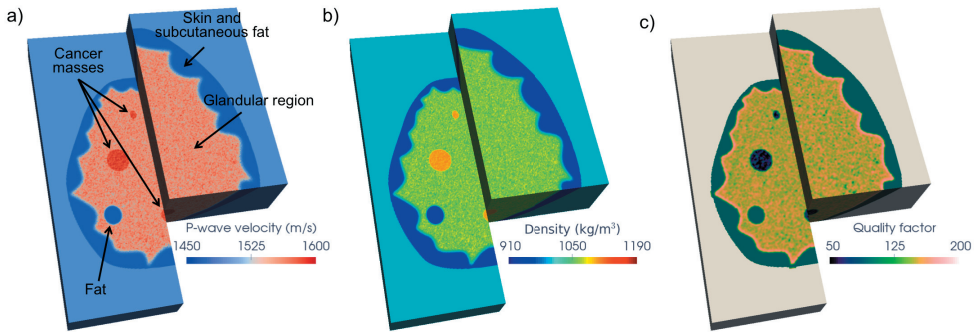 a)
Skin and
subcutaneous fat
Cancer
masses
Glandular region
P-wave velocity (m/s)
1450 1525 1600
Fat
b)
Density (kg/m³)
910 1050 1190
c)
Quality factor
50 125 200